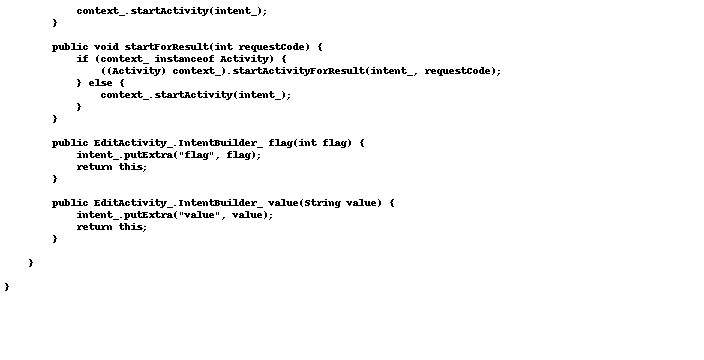 context_.startActivity(intent_);
        }

        public void startForResult(int requestCode) {
            if (context_ instanceof Activity) {
                ((Activity) context_).startActivityForResult(intent_, requestCode);
            } else {
                context_.startActivity(intent_);
            }
        }

        public EditActivity_.IntentBuilder_ flag(int flag) {
            intent_.putExtra("flag", flag);
            return this;
        }

        public EditActivity_.IntentBuilder_ value(String value) {
            intent_.putExtra("value", value);
            return this;
        }

    }

}